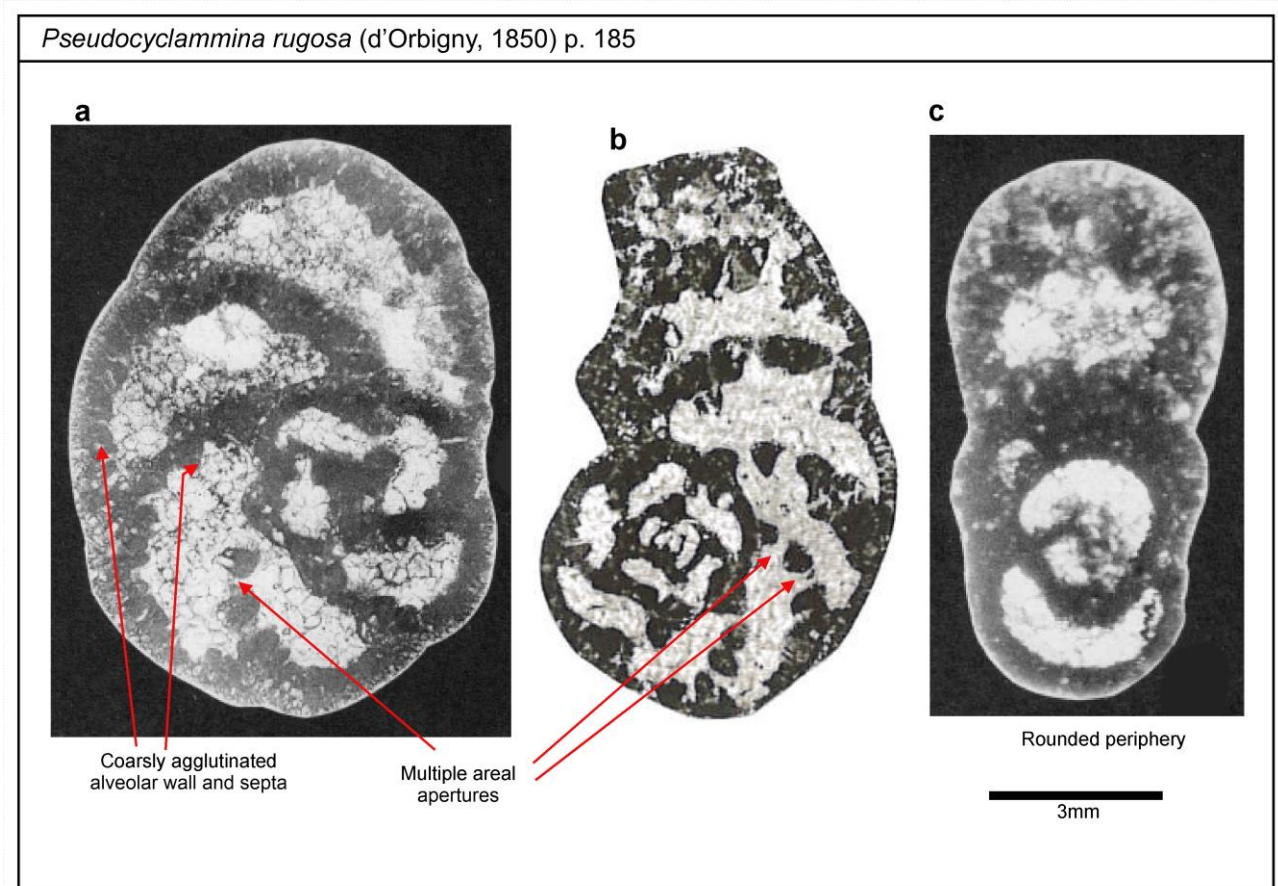 Pseudocyclammina rugosa (d’Orbigny, 1850) p. 185
a
b
c
Coarsly agglutinated
alveolar wall and septa
Multiple areal
apertures
Rounded periphery
3mm